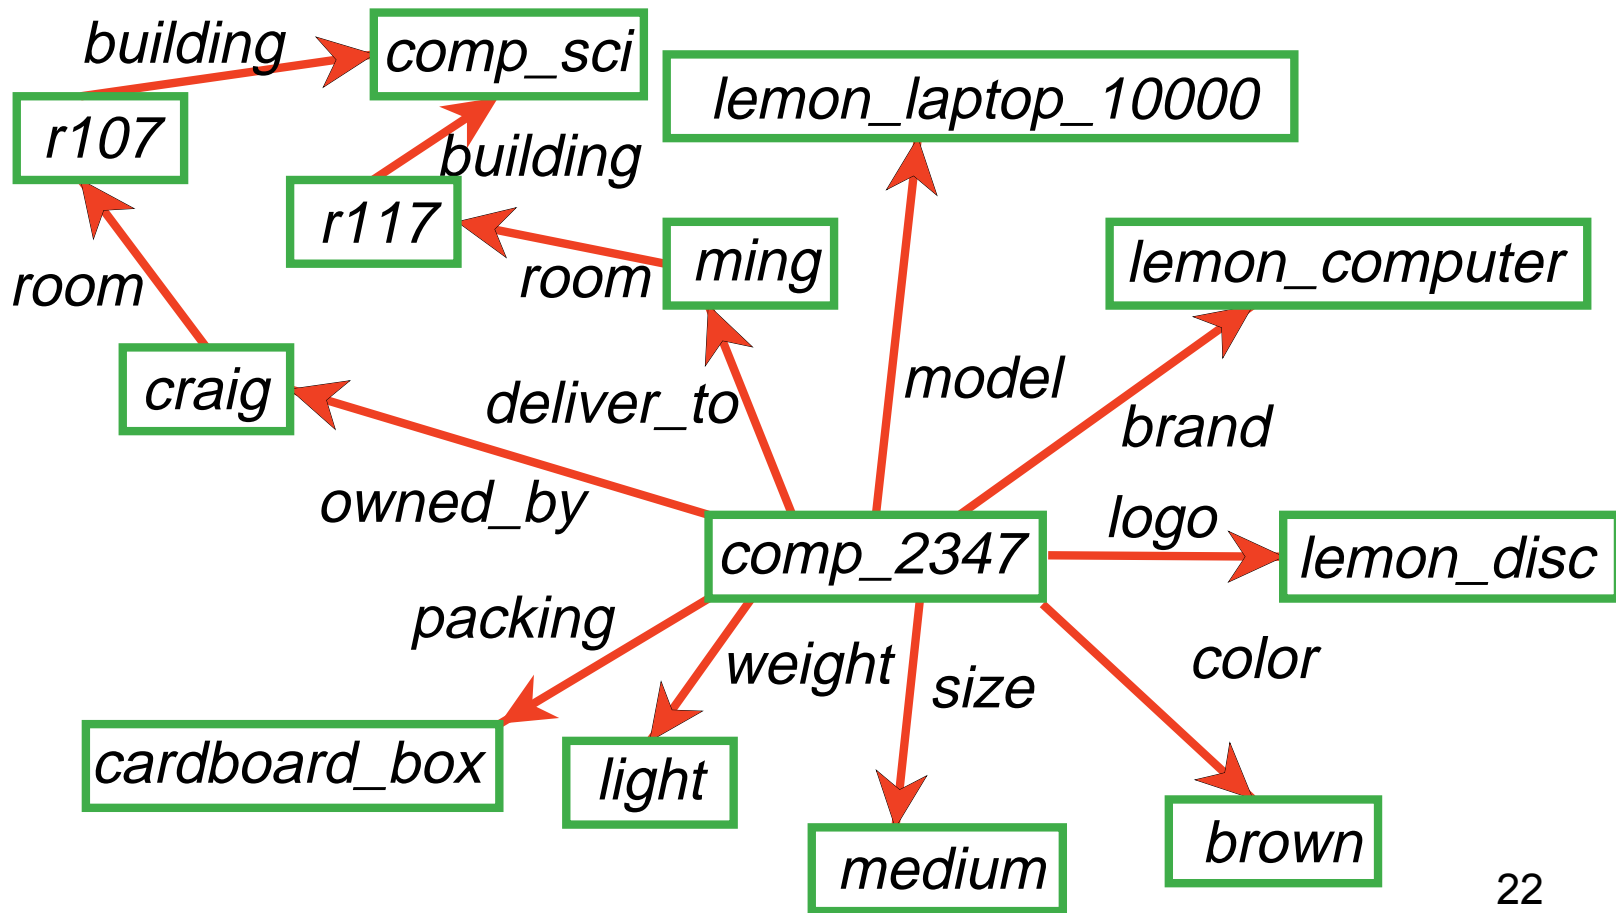 building
comp_sci
lemon_laptop_10000
r107
building
r117
ming
lemon_computer
room
room
craig
deliver_to
model
brand
owned_by
logo
comp_2347
lemon_disc
packing
weight
size
color
cardboard_box
light
medium
brown
22